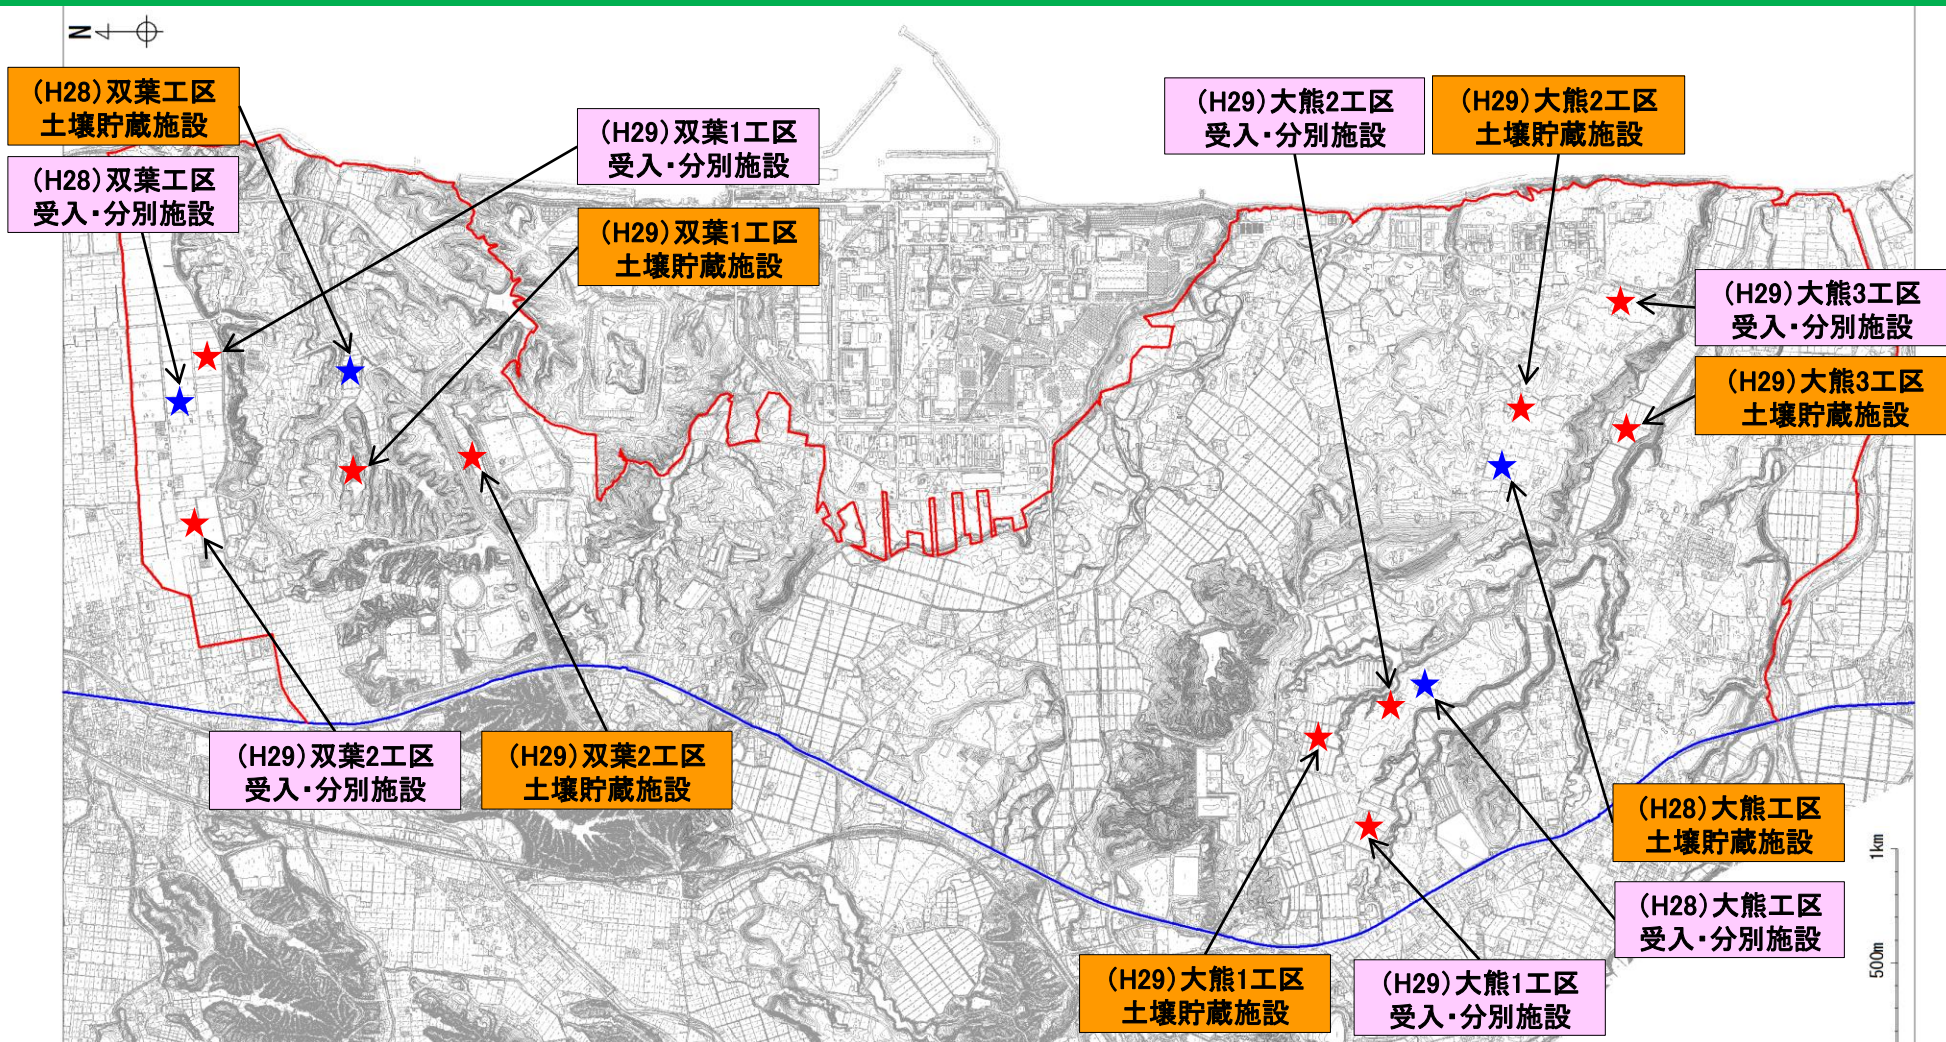 N
(H28)双葉工区
土壌貯蔵施設
(H28)双葉工区
受入・分別施設
(H29)双葉1工区
受入・分別施設
(H29)双葉1工区
土壌貯蔵施設
(H29)大熊2工区
受入・分別施設
(H29)大熊2工区
土壌貯蔵施設
(H29)大熊3工区
受入・分別施設
(H29)大熊3工区
土壌貯蔵施設
(H29)双葉2工区
受入・分別施設
(H29)双葉2工区
土壌貯蔵施設
(H28)大熊工区
土壌貯蔵施設
(H28)大熊工区
受入・分別施設
(H29)大熊1工区
土壌貯蔵施設
(H29)大熊1工区
受入・分別施設
1km
500m